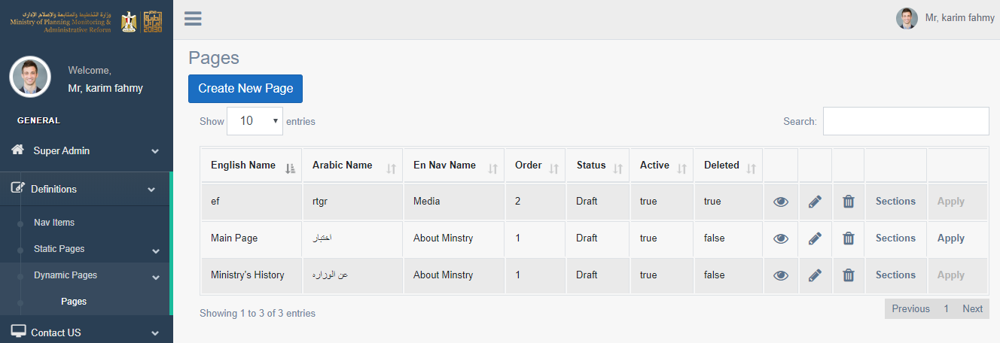 وزارة التخطيط والمتابعة والإصلاح الإدارى
Ministry of Planning Monitoring &
Administrative Reform
2030
Mr, karim fahmy
Welcome,
Mr, karim fahmy
GENERAL
Super Admin
Definitions
Nav Items
Static Pages
Dynamic Pages
Pages
Contact US
Pages
Create New Page
Show 10 entries
Search:
English Name Arabic Name En Nav Name Order Status Active Deleted
ef rtgr Media 2 Draft true true Sections Apply
Main Page اختبار About Minstry 1 Draft true false Sections Apply
Ministry's History عن الوزاره About Minstry 1 Draft true false Sections Apply
Showing 1 to 3 of 3 entries
Previous 1 Next